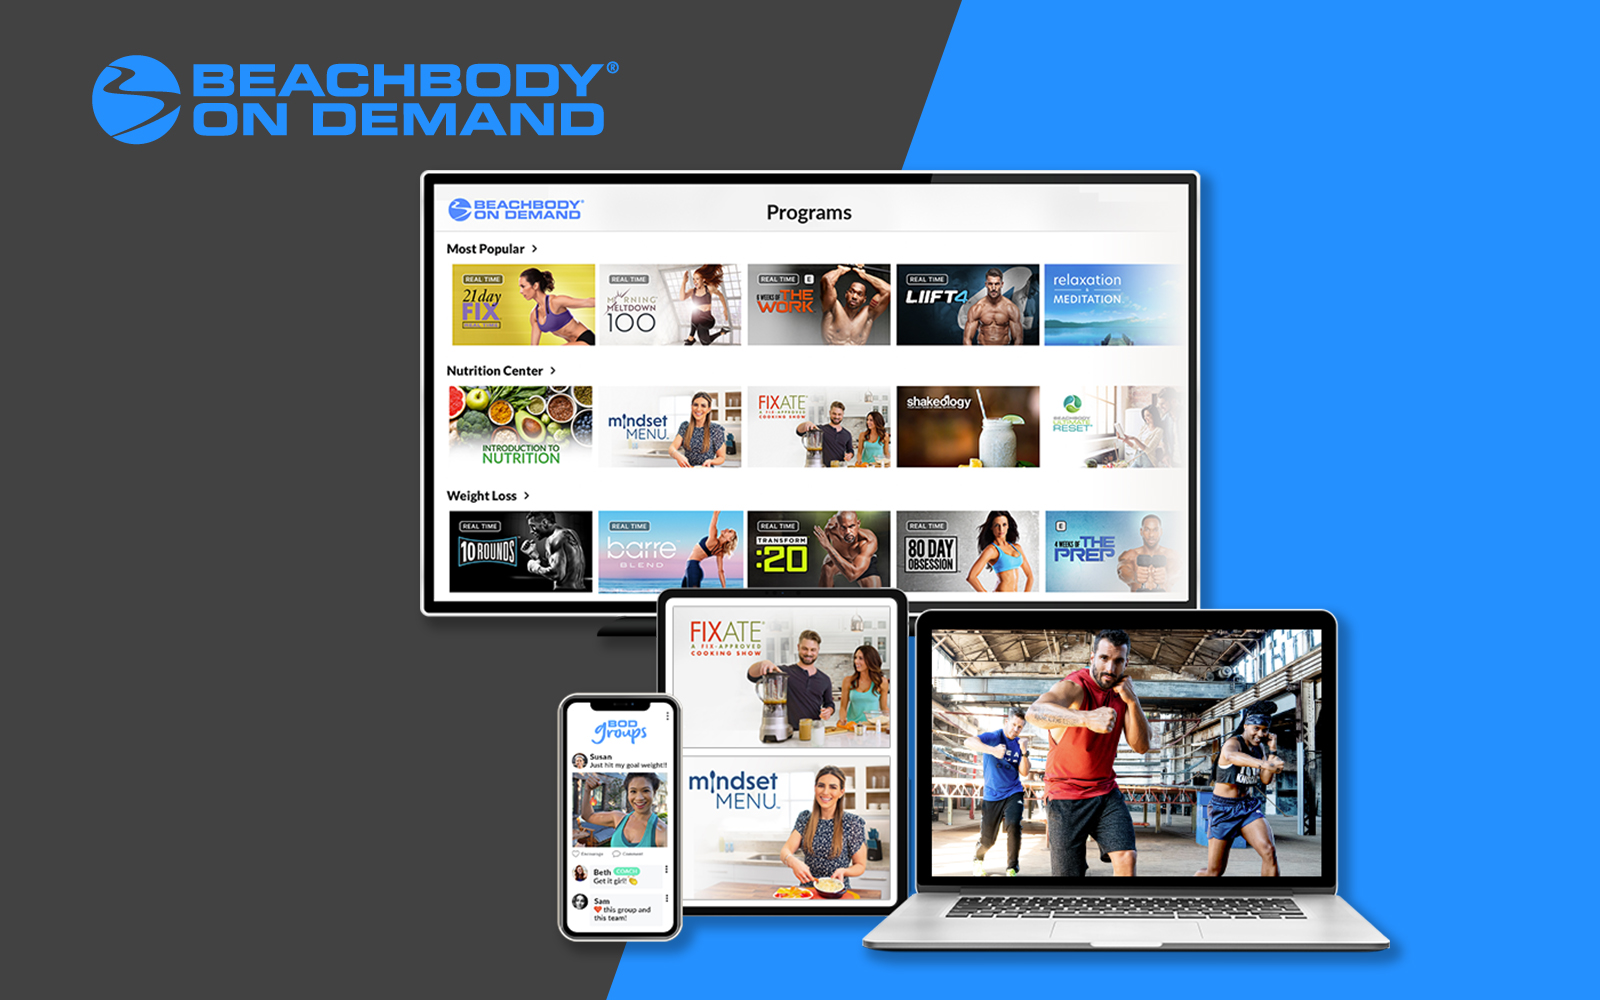 BEACHBODY®
ON DEMAND
BEACHBODY®
ON DEMAND
Programs
Most Popular >
REAL TIME
21 day
FIX
REAL TIME
REAL TIME
MORNING
MELTDOWN
100
REAL TIME E
6 WEEKS OF THE
WORK
REAL TIME
LIIFT4
relaxation
&
MEDITATION
Nutrition Center >
INTRODUCTION TO
NUTRITION
mindset
MENU
FIXATE
A FIX-APPROVED
COOKING SHOW
shakeology
BEACHBODY
ULTIMATE
RESET
Weight Loss >
REAL TIME
10 ROUNDS
REAL TIME
barre
BLEND
REAL TIME
TRANSFORM
:20
REAL TIME
80 DAY
OBSESSION
E
4 WEEKS OF THE
PREP
FIXATE
A FIX-APPROVED
COOKING SHOW
mindset
MENU
BOD
groups
Susan
Just hit my goal weight!!
Encourage Comment
Beth COACH
Get it girl! 👏
Sam
❤️ this group and
this team!